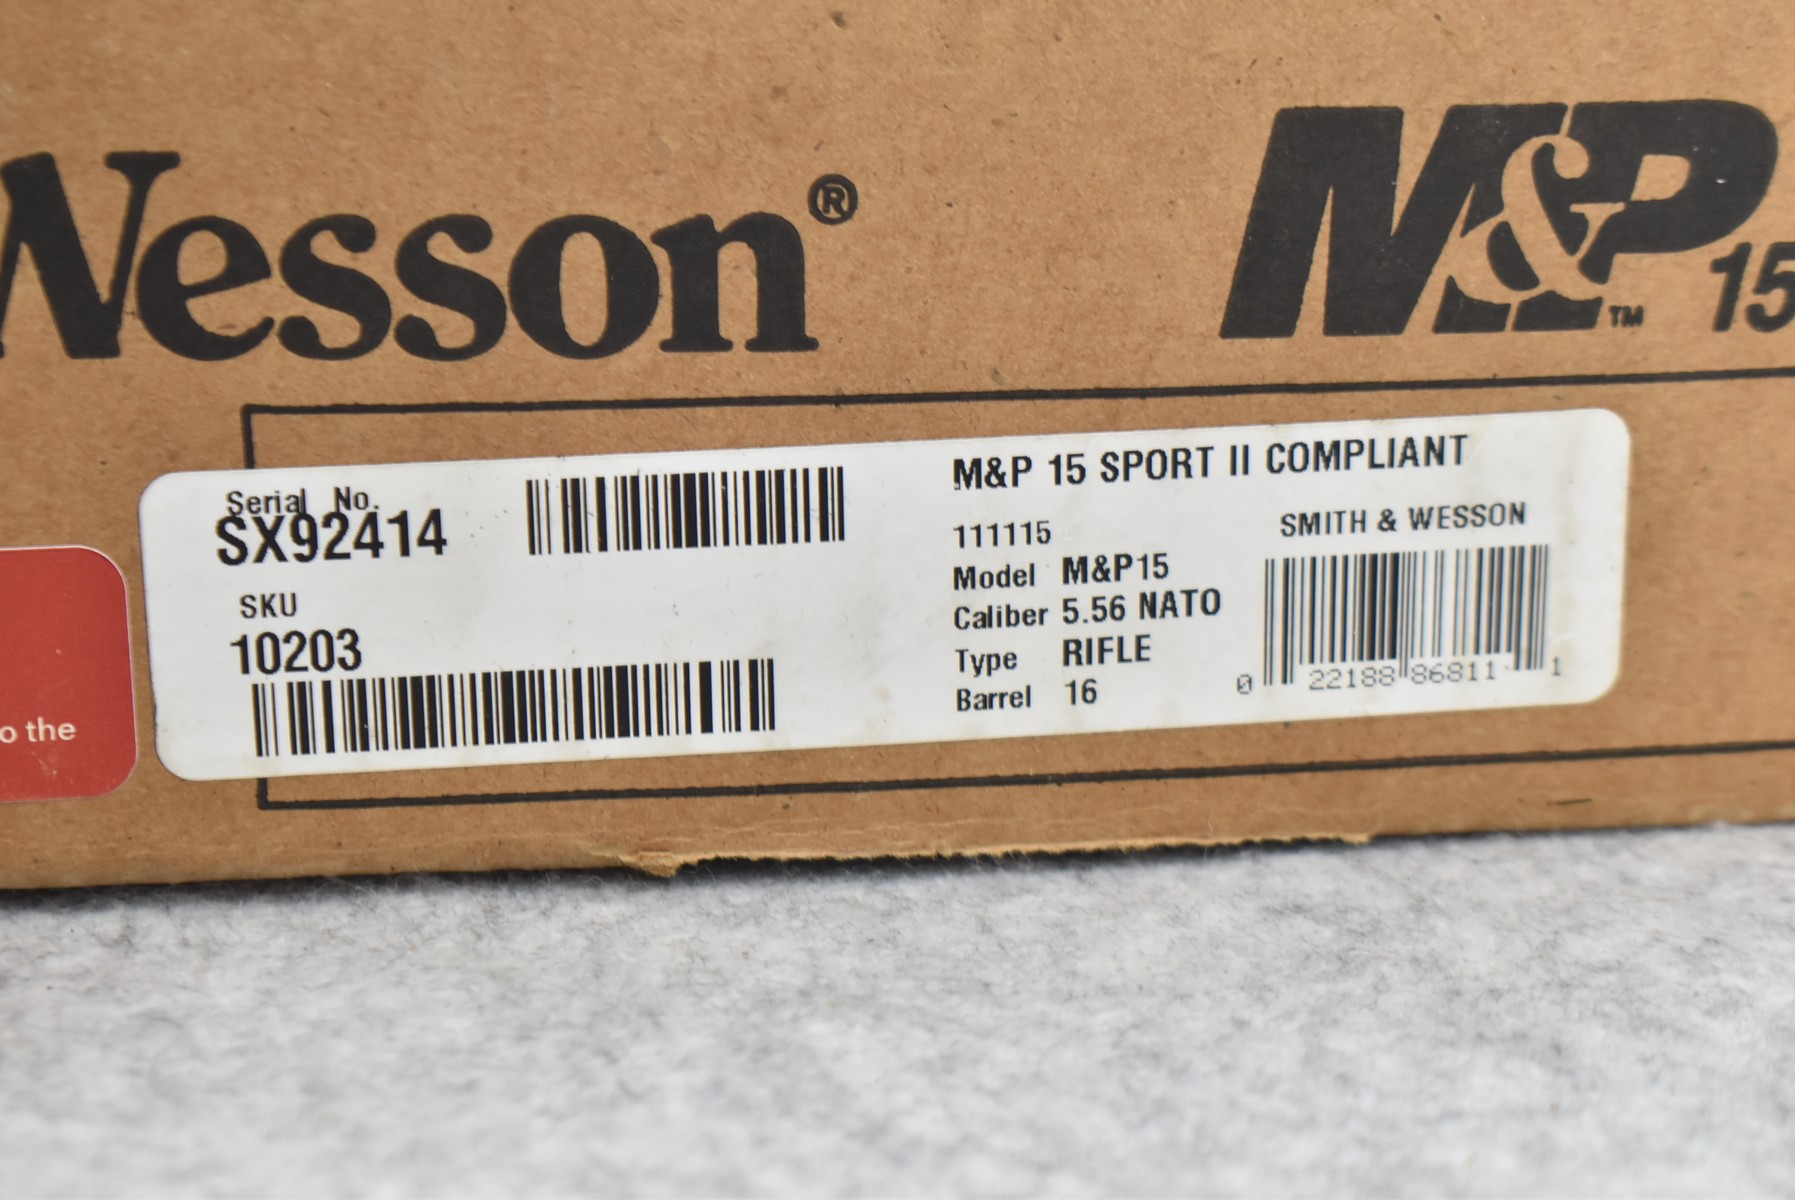 Wesson®
M&P™ 15
Serial No.
SX92414
SKU
10203
M&P 15 SPORT II COMPLIANT
111115
SMITH & WESSON
Model M&P15
Caliber 5.56 NATO
Type RIFLE
Barrel 16
0 22188 86811 1
o the